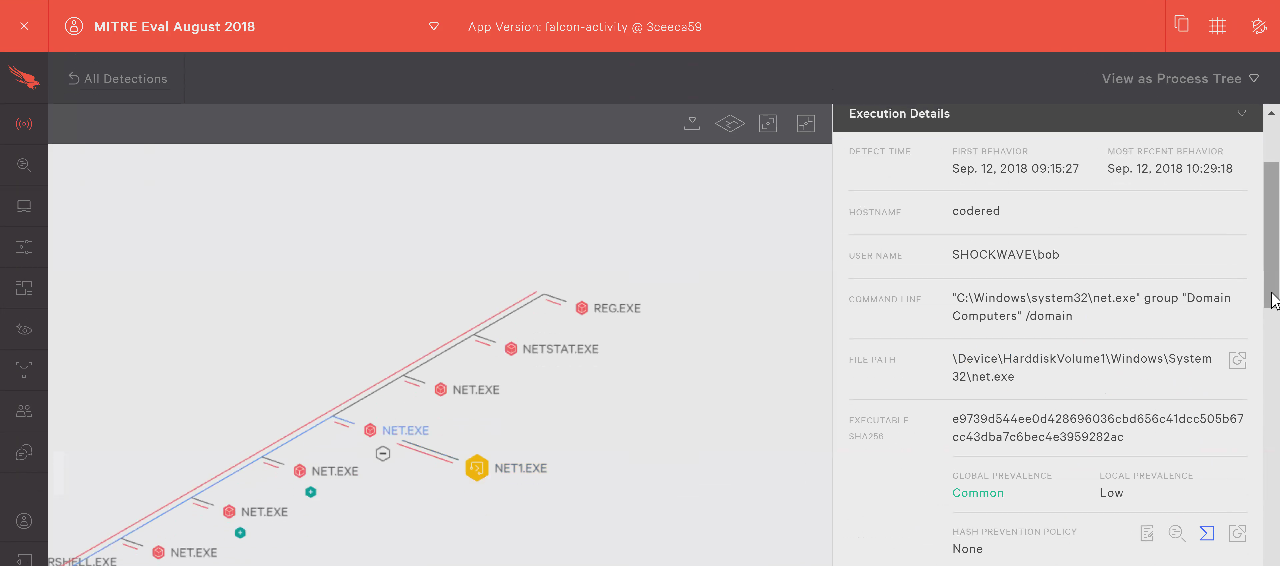 MITRE Eval August 2018
App Version: falcon-activity @ 3ceeca59
All Detections
View as Process Tree
REG.EXE
NETSTAT.EXE
NET.EXE
NET.EXE
NET1.EXE
NET.EXE
NET.EXE
NET.EXE
RSHELL.EXE
Execution Details
DETECT TIME
FIRST BEHAVIOR
MOST RECENT BEHAVIOR
Sep. 12, 2018 09:15:27
Sep. 12, 2018 10:29:18
HOSTNAME
codered
USER NAME
SHOCKWAVE\bob
COMMAND LINE
"C:\Windows\system32\net.exe" group "Domain
Computers" /domain
FILE PATH
\Device\HarddiskVolume1\Windows\System
32\net.exe
EXECUTABLE
SHA256
e9739d544ee0d428696036cbd656c41dcc505b67
cc43dba7c6bec4e3959282ac
GLOBAL PREVALENCE
LOCAL PREVALENCE
Common
Low
HASH PREVENTION POLICY
None